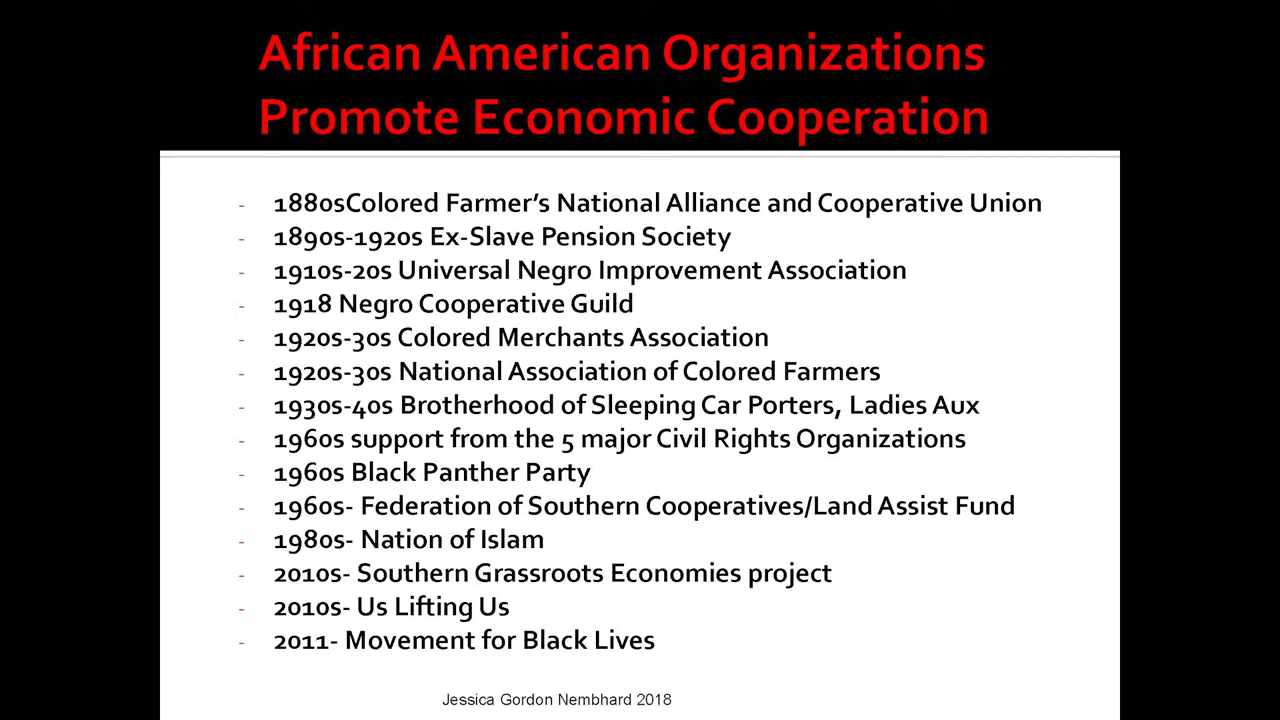 African American Organizations
Promote Economic Cooperation
- 1880sColored Farmer's National Alliance and Cooperative Union
- 1890s-1920s Ex-Slave Pension Society
- 1910s-20s Universal Negro Improvement Association
- 1918 Negro Cooperative Guild
- 1920s-30s Colored Merchants Association
- 1920s-30s National Association of Colored Farmers
- 1930s-40s Brotherhood of Sleeping Car Porters, Ladies Aux
- 1960s support from the 5 major Civil Rights Organizations
- 1960s Black Panther Party
- 1960s- Federation of Southern Cooperatives/Land Assist Fund
- 1980s- Nation of Islam
- 2010s- Southern Grassroots Economies project
- 2010s- Us Lifting Us
- 2011- Movement for Black Lives
Jessica Gordon Nembhard 2018